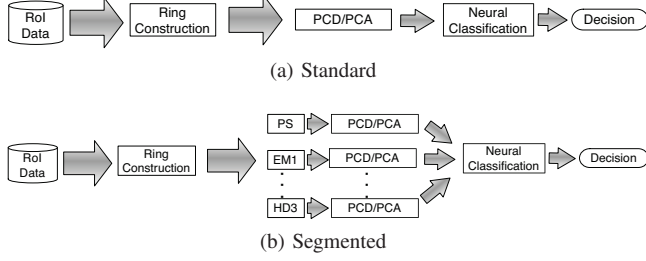 RoI
Data
Ring
Construction
PCD/PCA
Neural
Classification
Decision
(a) Standard
RoI
Data
Ring
Construction
PS
PCD/PCA
EM1
PCD/PCA
HD3
PCD/PCA
Neural
Classification
Decision
(b) Segmented